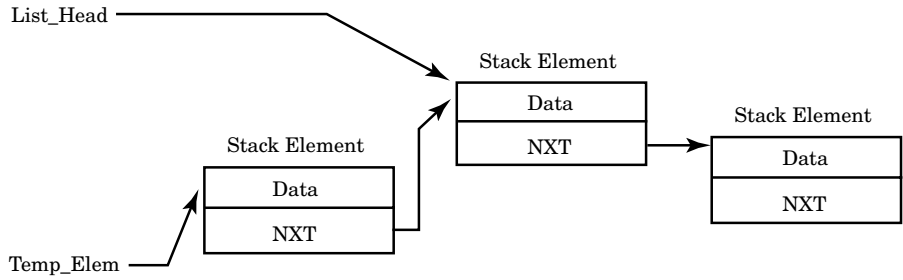 List_Head
Stack Element
Data
NXT
Stack Element
Data
NXT
Stack Element
Data
NXT
Temp_Elem